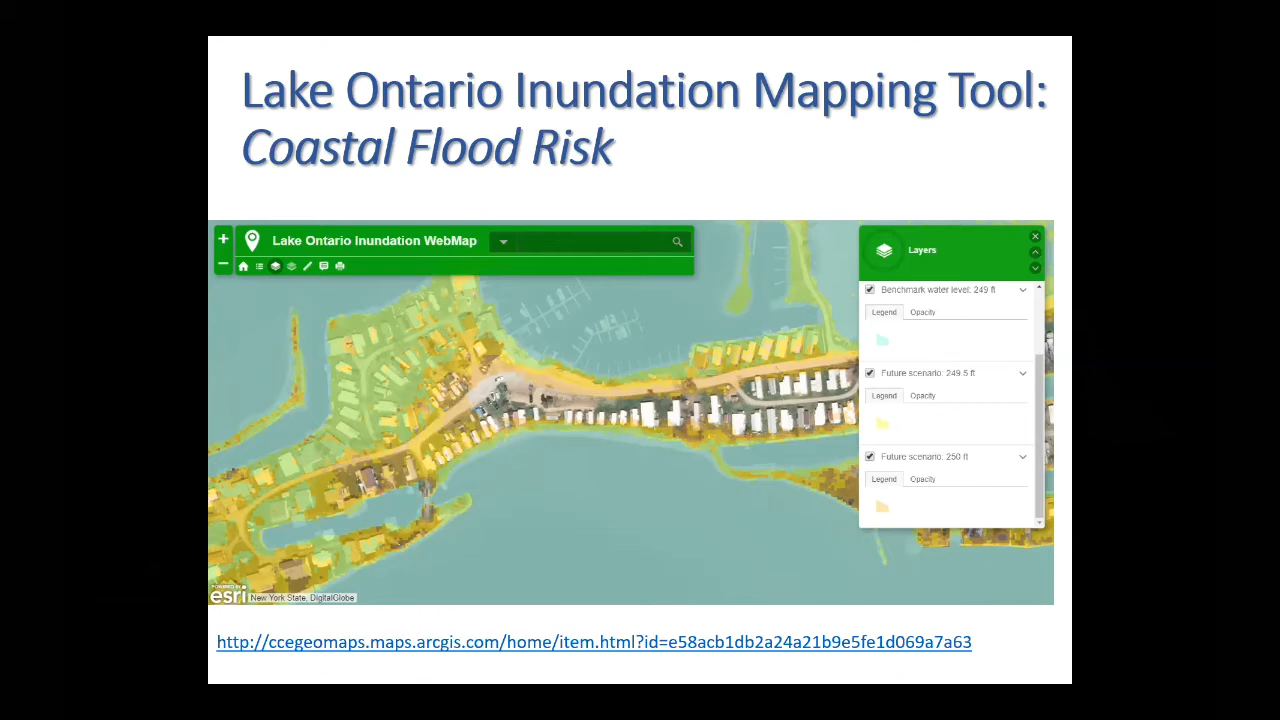 Lake Ontario Inundation Mapping Tool:
Coastal Flood Risk
+
Lake Ontario Inundation WebMap
−
Layers
Benchmark water level: 249 ft
Legend Opacity
Future scenario: 249.5 ft
Legend Opacity
Future scenario: 250 ft
Legend Opacity
POWERED BY
esri
New York State, DigitalGlobe
http://ccegeomaps.maps.arcgis.com/home/item.html?id=e58acb1db2a24a21b9e5fe1d069a7a63